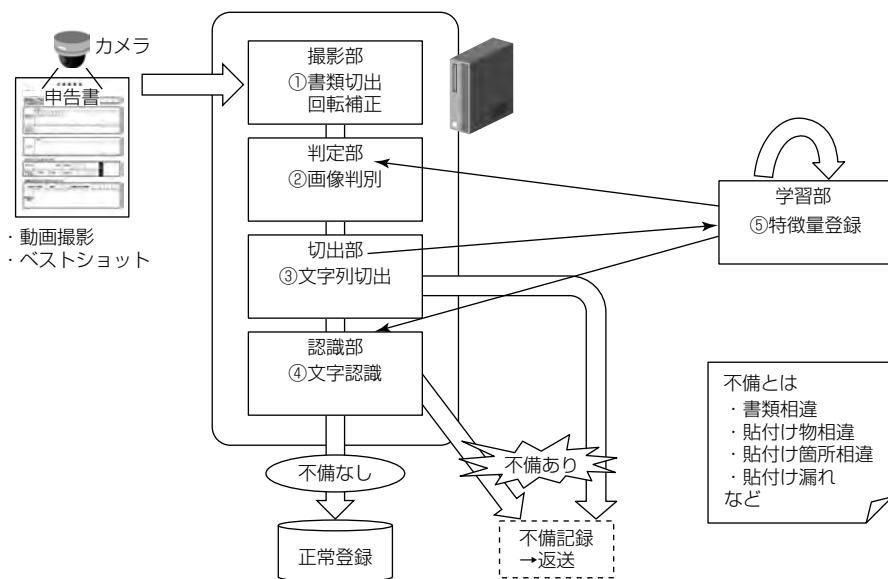 カメラ
申告書
・動画撮影
・ベストショット
撮影部
①書類切出
回転補正
判定部
②画像判別
切出部
③文字列切出
認識部
④文字認識
学習部
⑤特徴量登録
不備なし
不備あり
正常登録
不備記録
→返送
不備とは
・書類相違
・貼付け物相違
・貼付け箇所相違
・貼付け漏れ
など